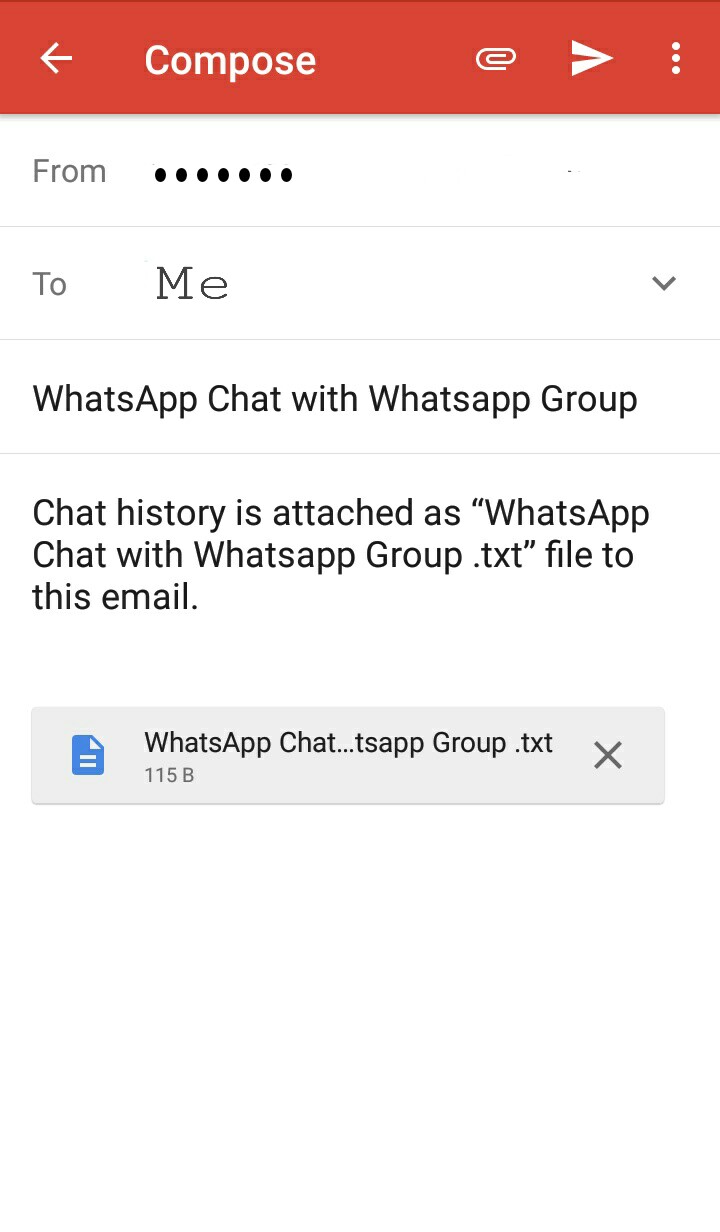 Compose
From •••••••
To Me
WhatsApp Chat with Whatsapp Group
Chat history is attached as “WhatsApp
Chat with Whatsapp Group .txt” file to
this email.
WhatsApp Chat...tsapp Group .txt
115 B